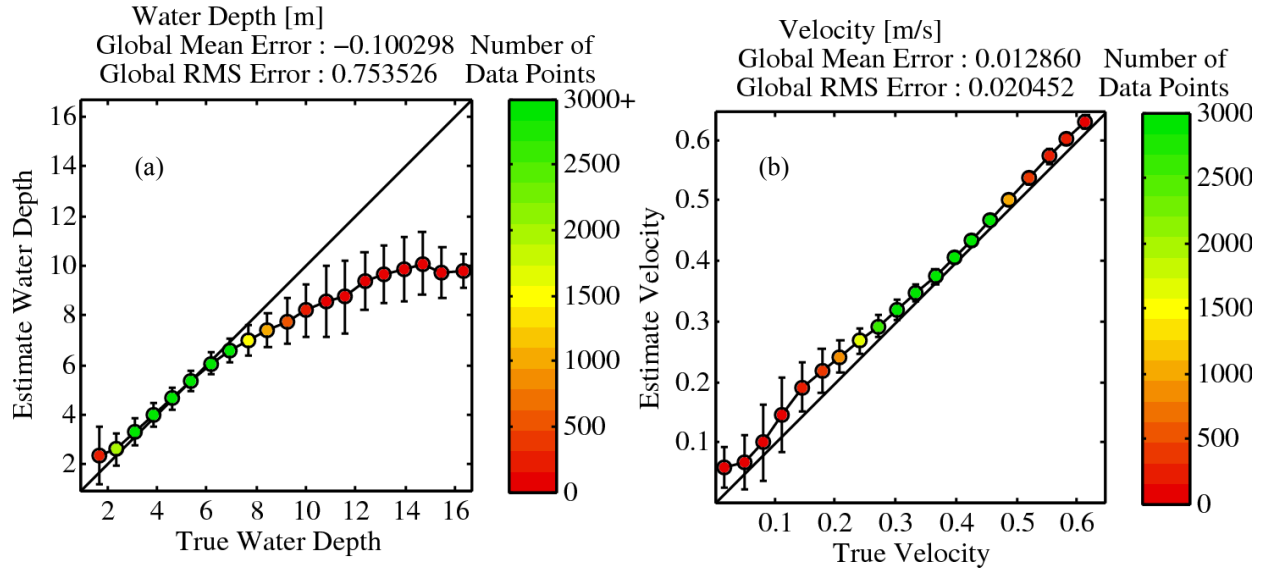 Water Depth [m]
Global Mean Error : −0.100298
Global RMS Error : 0.753526
Number of
Data Points
(a)
16
14
12
10
8
6
4
2
Estimate Water Depth
2 4 6 8 10 12 14 16
True Water Depth
3000+
2500
2000
1500
1000
500
0
Velocity [m/s]
Global Mean Error : 0.012860
Global RMS Error : 0.020452
Number of
Data Points
(b)
0.6
0.5
0.4
0.3
0.2
0.1
Estimate Velocity
0.1 0.2 0.3 0.4 0.5 0.6
True Velocity
3000
2500
2000
1500
1000
500
0